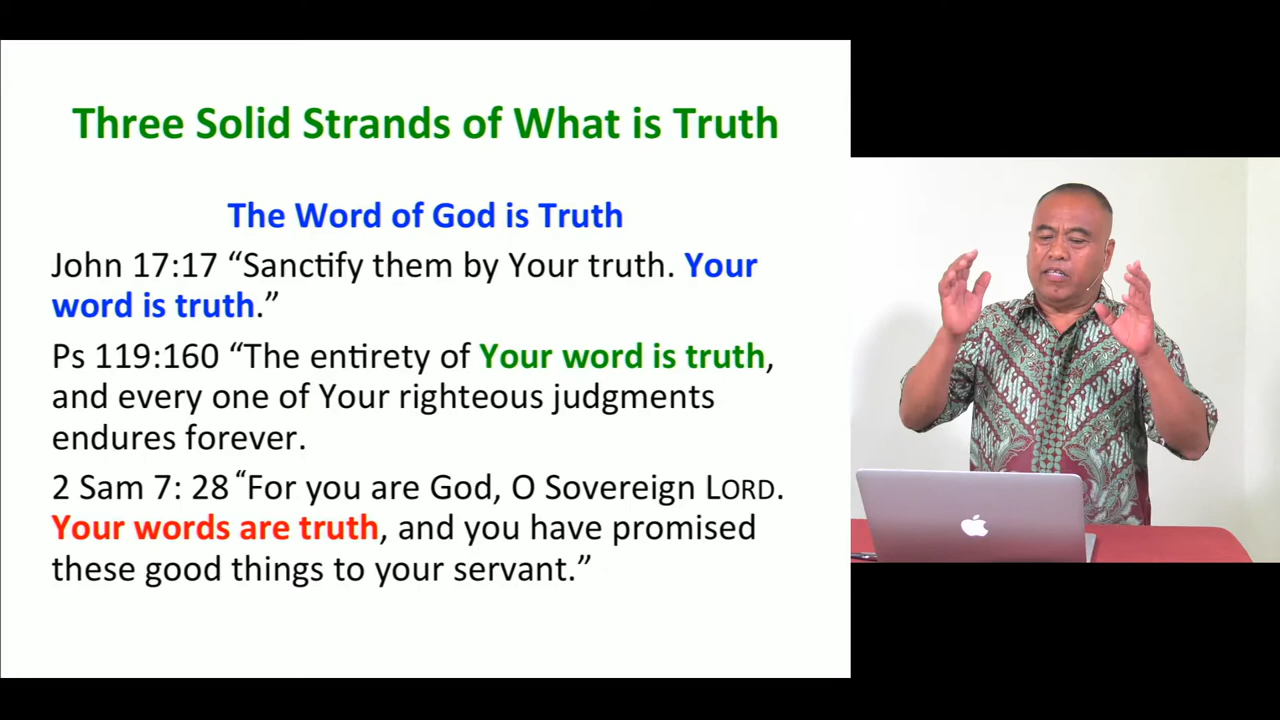 Three Solid Strands of What is Truth
The Word of God is Truth
John 17:17 “Sanctify them by Your truth. Your
word is truth.”
Ps 119:160 “The entirety of Your word is truth,
and every one of Your righteous judgments
endures forever.
2 Sam 7: 28 “For you are God, O Sovereign LORD.
Your words are truth, and you have promised
these good things to your servant.”